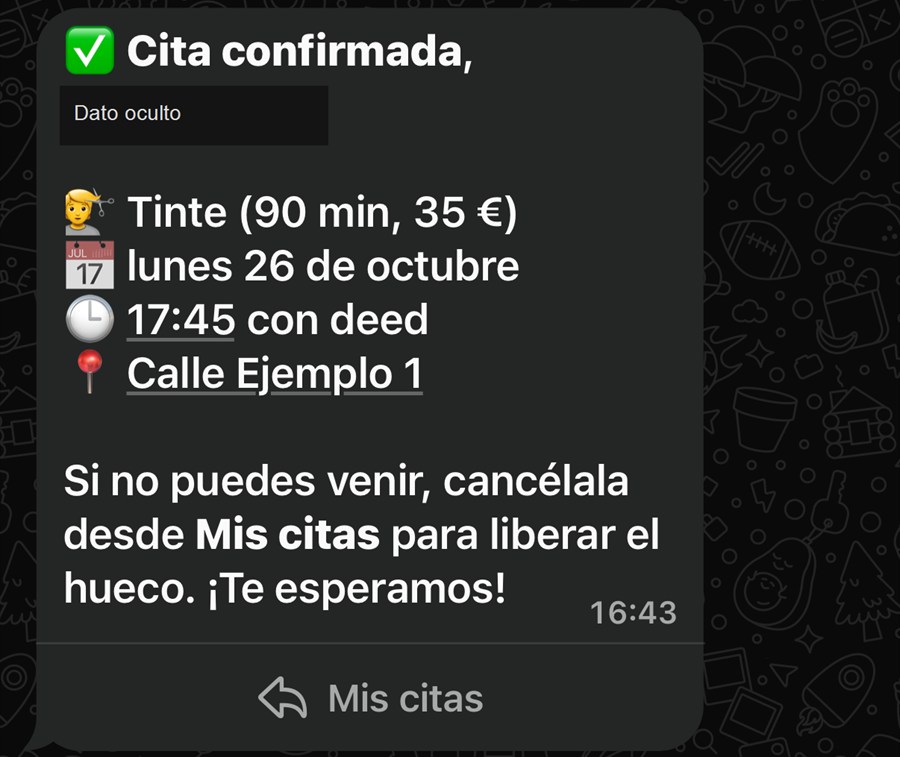 ✅ Cita confirmada,
Dato oculto
💇 Tinte (90 min, 35 €)
📅 lunes 26 de octubre
🕒 17:45 con deed
📍 Calle Ejemplo 1
Si no puedes venir, cancélala
desde Mis citas para liberar el
hueco. ¡Te esperamos!
16:43
Mis citas